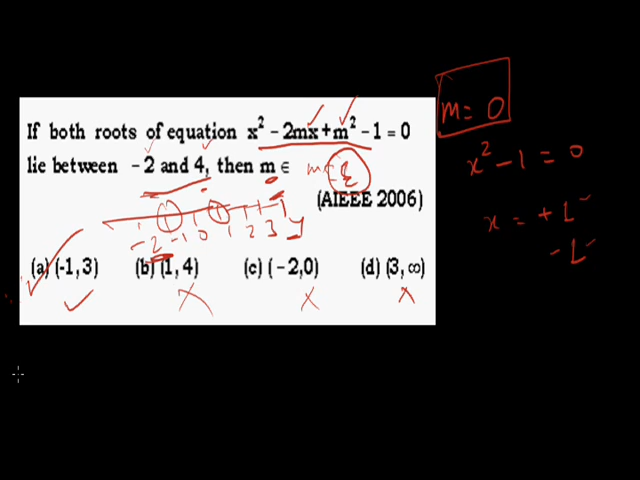 If both roots of equation x² − 2mx + m² − 1 = 0
lie between −2 and 4, then m ∈
(AIEEE 2006)
-2 -1 0 1 2 3 4
(a) (-1, 3) (b) (1, 4) (c) (−2, 0) (d) (3, ∞)
m = 0
x² − 1 = 0
x = + 1
- 1